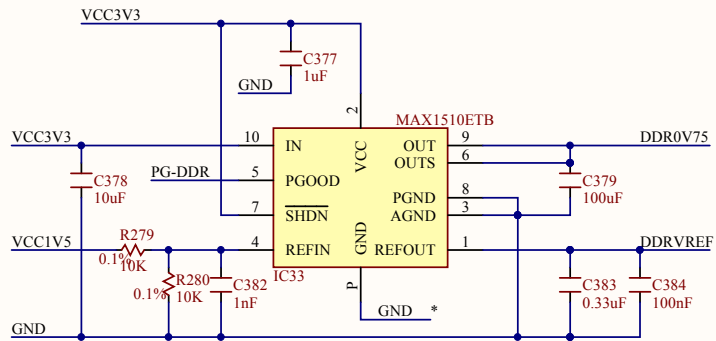 VCC3V3
C377
1uF
GND
2
MAX1510ETB
VCC3V3
10
IN
VCC
OUT
9
DDR0V75
OUTS
6
C378
10uF
PG-DDR
5
PGOOD
C379
100uF
PGND
8
7
SHDN
AGND
3
VCC1V5
R279
0.1%
10K
4
REFIN
GND
REFOUT
1
DDRVREF
IC33
R280
0.1%
10K
C382
1nF
P
C383
0.33uF
C384
100nF
GND *
GND